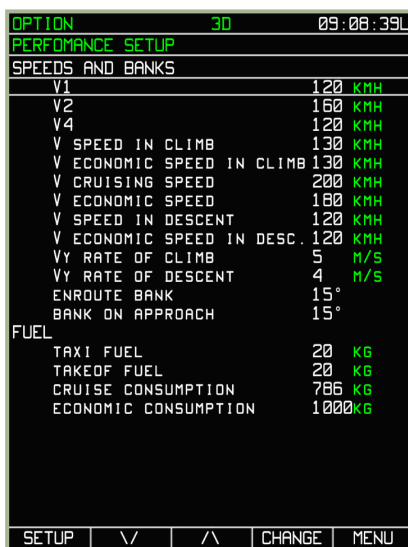 OPTION 3D 09:08:39L
PERFOMANCE SETUP
SPEEDS AND BANKS
V1 120 KMH
V2 160 KMH
V4 120 KMH
V SPEED IN CLIMB 130 KMH
V ECONOMIC SPEED IN CLIMB 130 KMH
V CRUISING SPEED 200 KMH
V ECONOMIC SPEED 180 KMH
V SPEED IN DESCENT 120 KMH
V ECONOMIC SPEED IN DESC. 120 KMH
VY RATE OF CLIMB 5 M/S
VY RATE OF DESCENT 4 M/S
ENROUTE BANK 15°
BANK ON APPROACH 15°
FUEL
TAXI FUEL 20 KG
TAKEOF FUEL 20 KG
CRUISE CONSUMPTION 786 KG
ECONOMIC CONSUMPTION 1000KG
SETUP \/ /\ CHANGE MENU